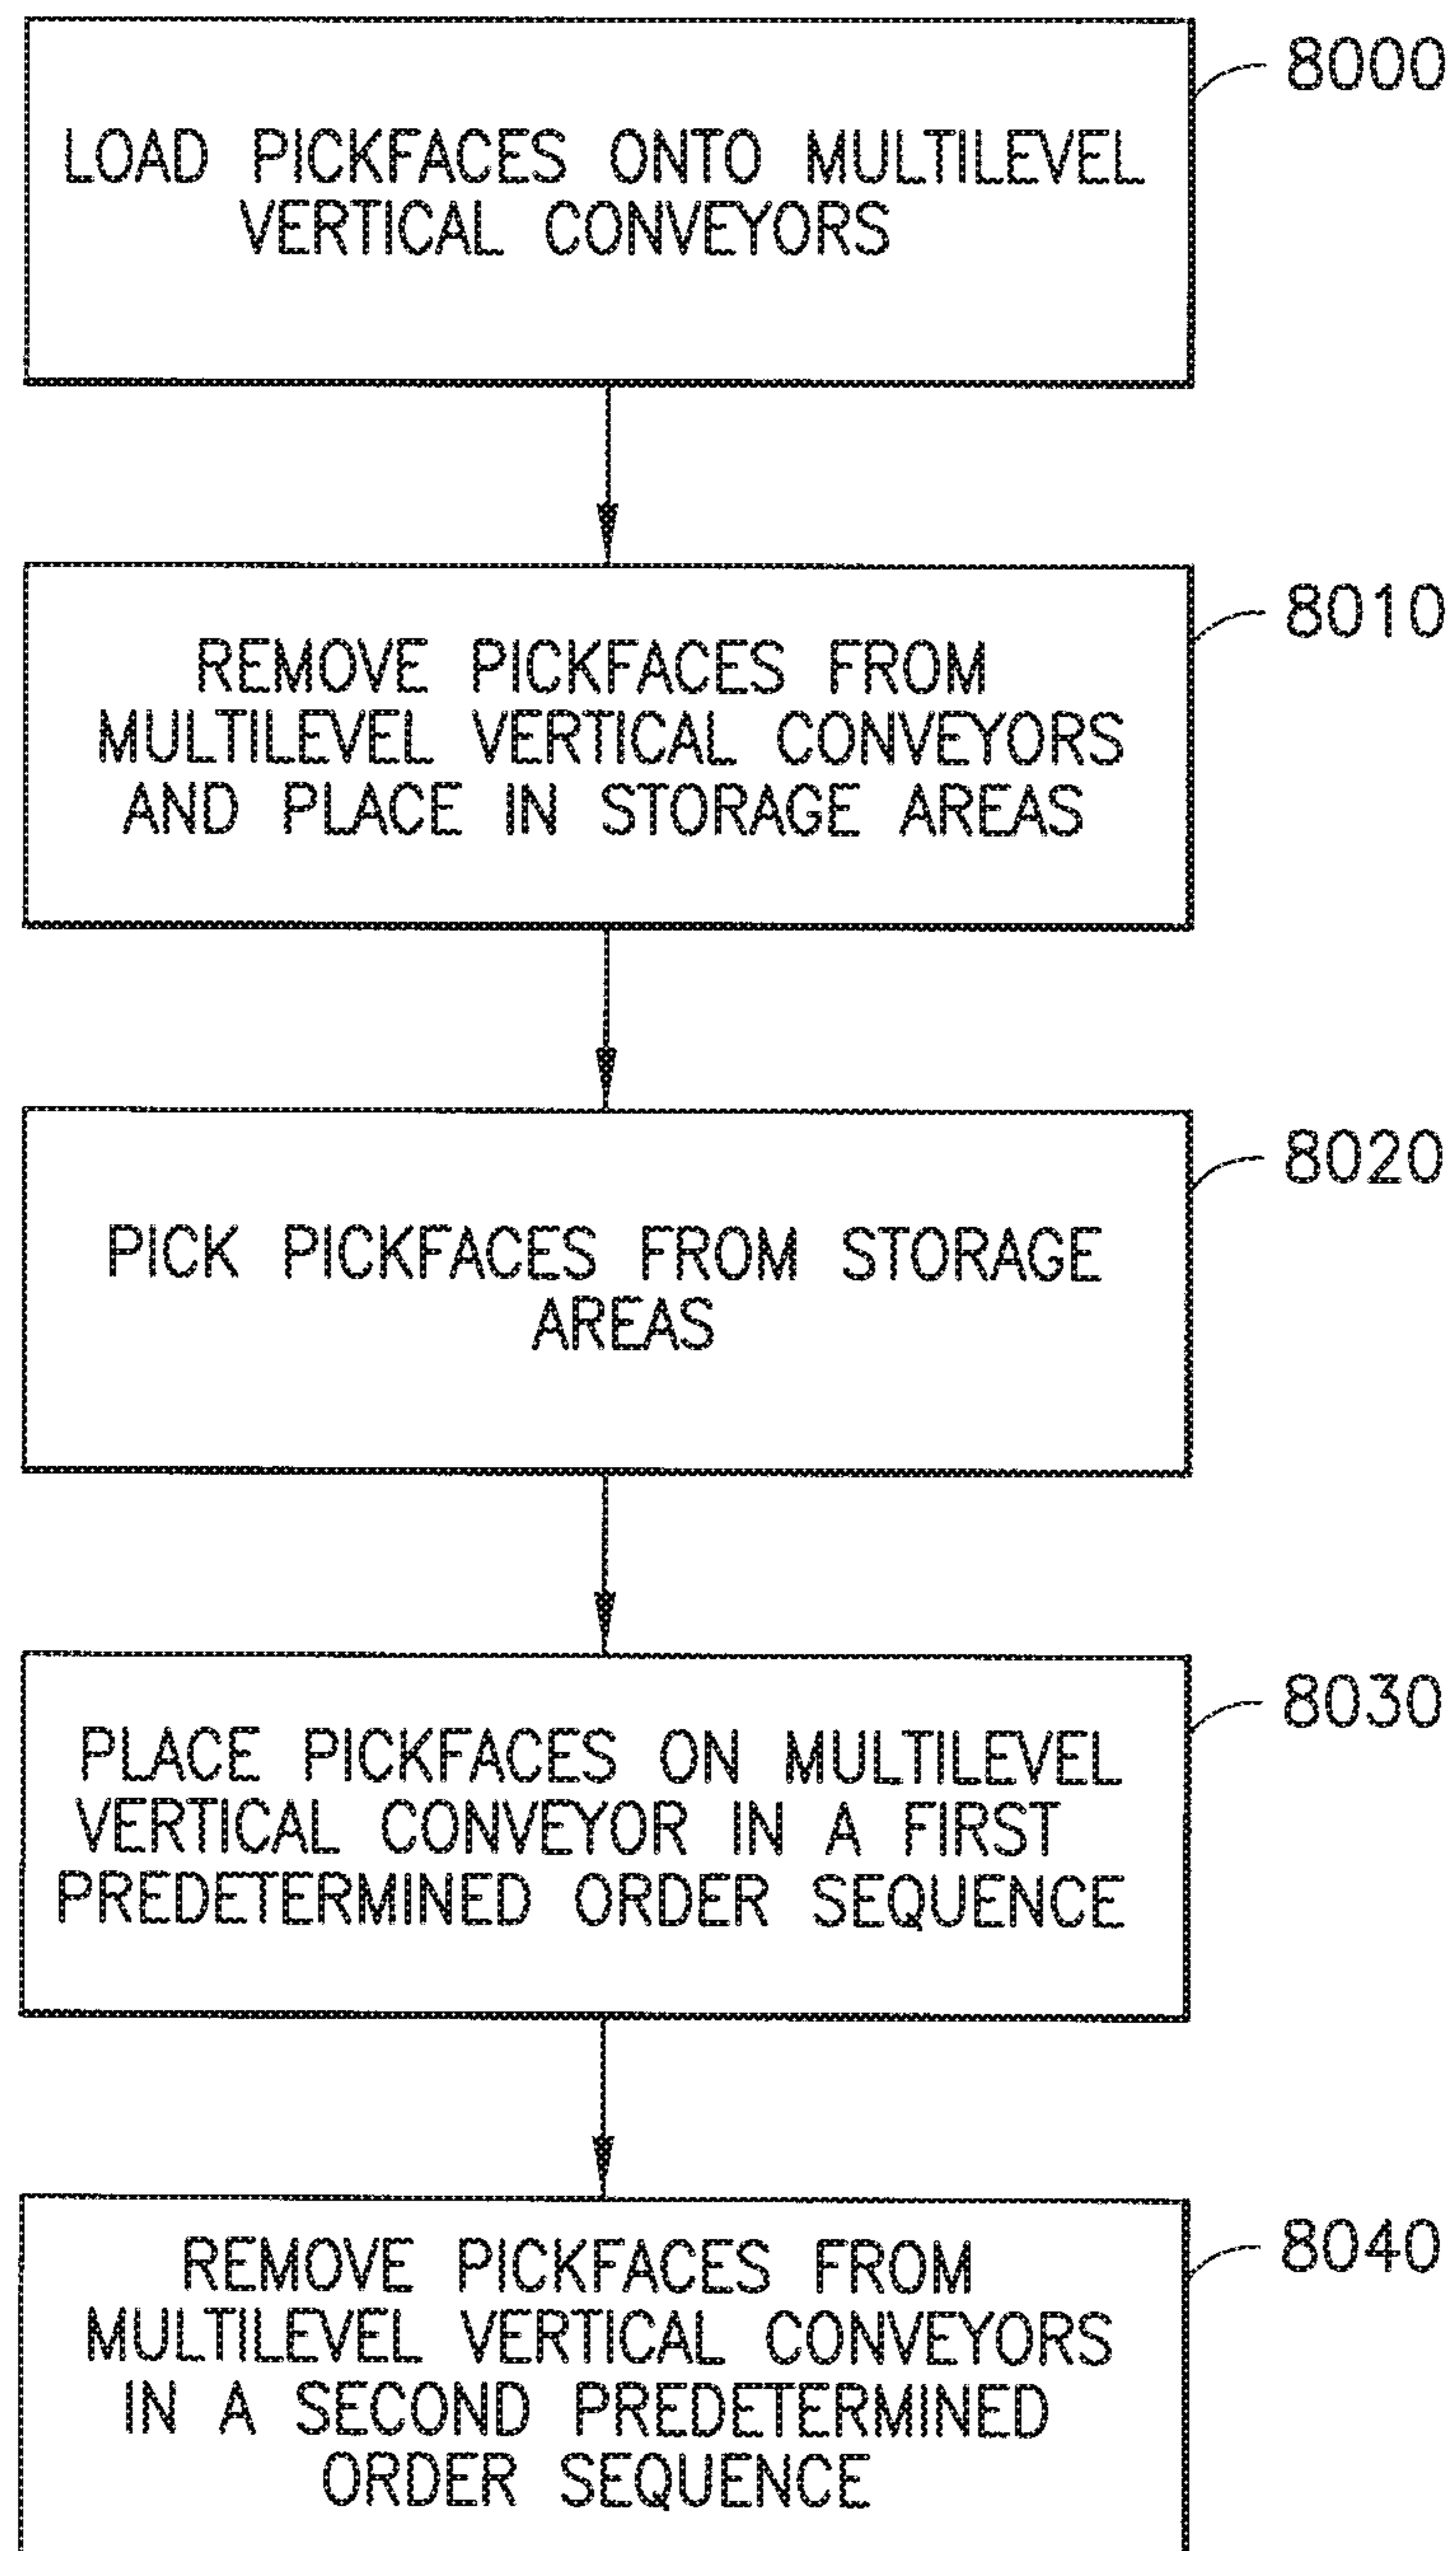 8000
LOAD PICKFACES ONTO MULTILEVEL
VERTICAL CONVEYORS
8010
REMOVE PICKFACES FROM
MULTILEVEL VERTICAL CONVEYORS
AND PLACE IN STORAGE AREAS
8020
PICK PICKFACES FROM STORAGE
AREAS
8030
PLACE PICKFACES ON MULTILEVEL
VERTICAL CONVEYOR IN A FIRST
PREDETERMINED ORDER SEQUENCE
8040
REMOVE PICKFACES FROM
MULTILEVEL VERTICAL CONVEYORS
IN A SECOND PREDETERMINED
ORDER SEQUENCE